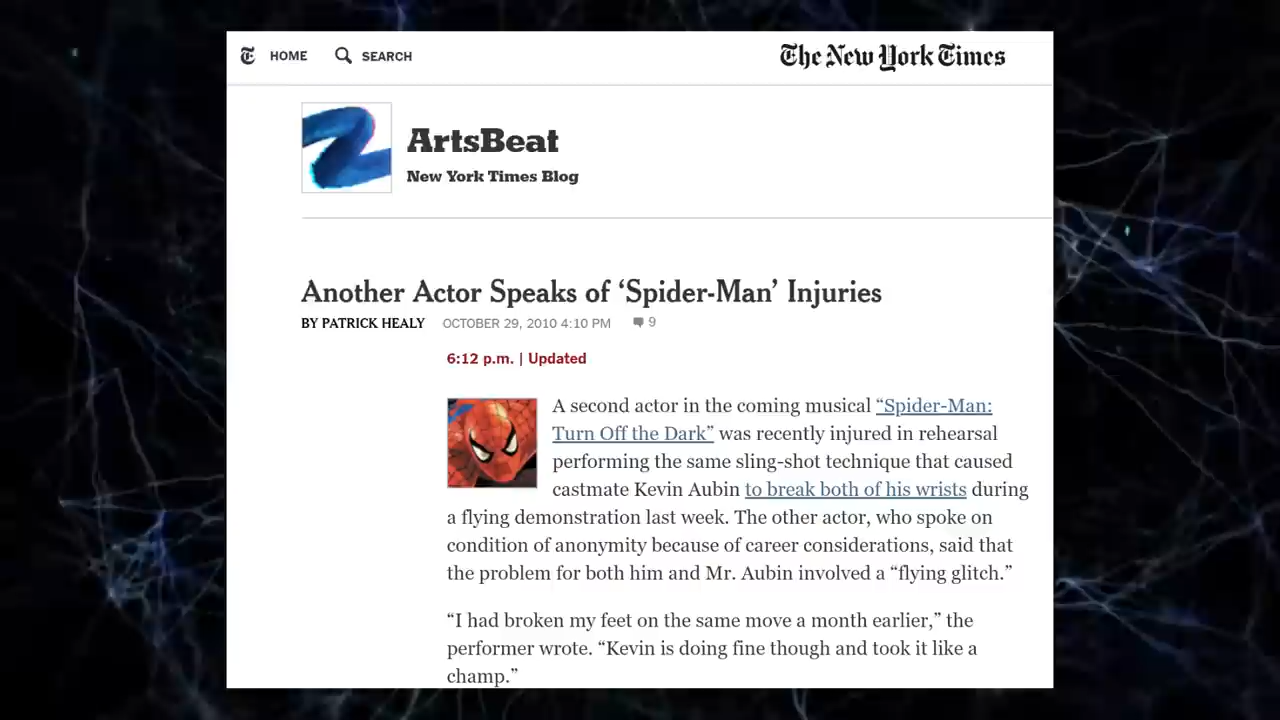 HOME SEARCH The New York Times
ArtsBeat
New York Times Blog
Another Actor Speaks of ‘Spider-Man’ Injuries
BY PATRICK HEALY OCTOBER 29, 2010 4:10 PM 9
6:12 p.m. | Updated
A second actor in the coming musical “Spider-Man:
Turn Off the Dark” was recently injured in rehearsal
performing the same sling-shot technique that caused
castmate Kevin Aubin to break both of his wrists during
a flying demonstration last week. The other actor, who spoke on
condition of anonymity because of career considerations, said that
the problem for both him and Mr. Aubin involved a “flying glitch.”
“I had broken my feet on the same move a month earlier,” the
performer wrote. “Kevin is doing fine though and took it like a
champ.”